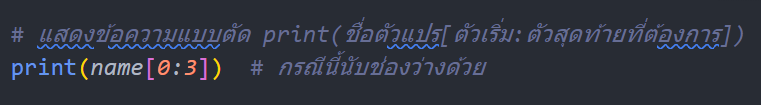 # แสดงข้อความแบบตัด print(ชื่อตัวแปร[ตัวเริ่ม:ตัวสุดท้ายที่ต้องการ])
print(name[0:3])  # กรณีนี้นับช่องว่างด้วย